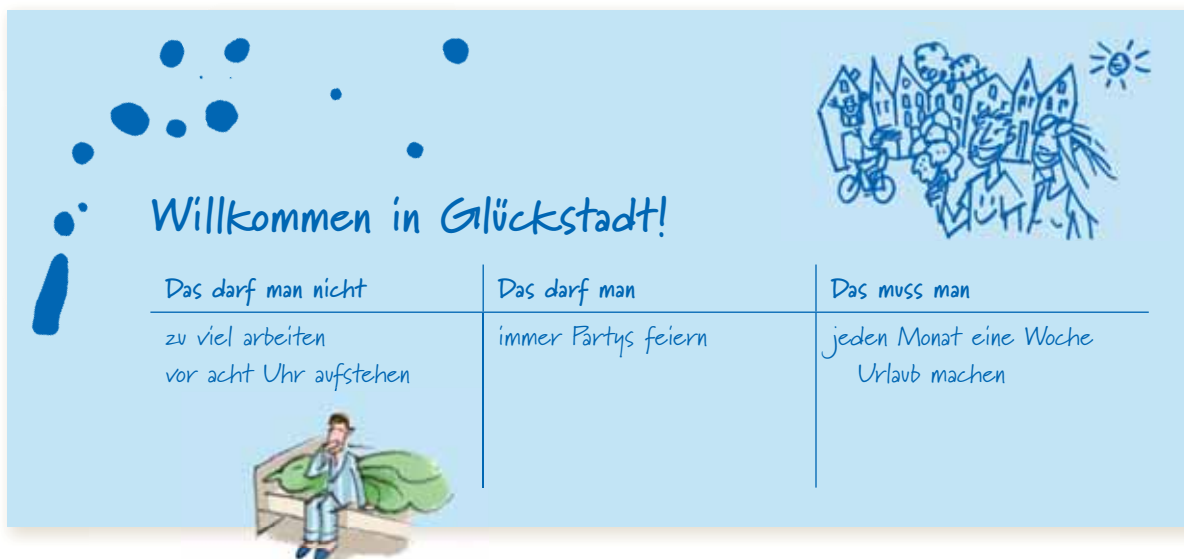 Willkommen in Glückstadt!
Das darf man nicht
Das darf man
Das muss man
zu viel arbeiten
vor acht Uhr aufstehen
immer Partys feiern
jeden Monat eine Woche
Urlaub machen